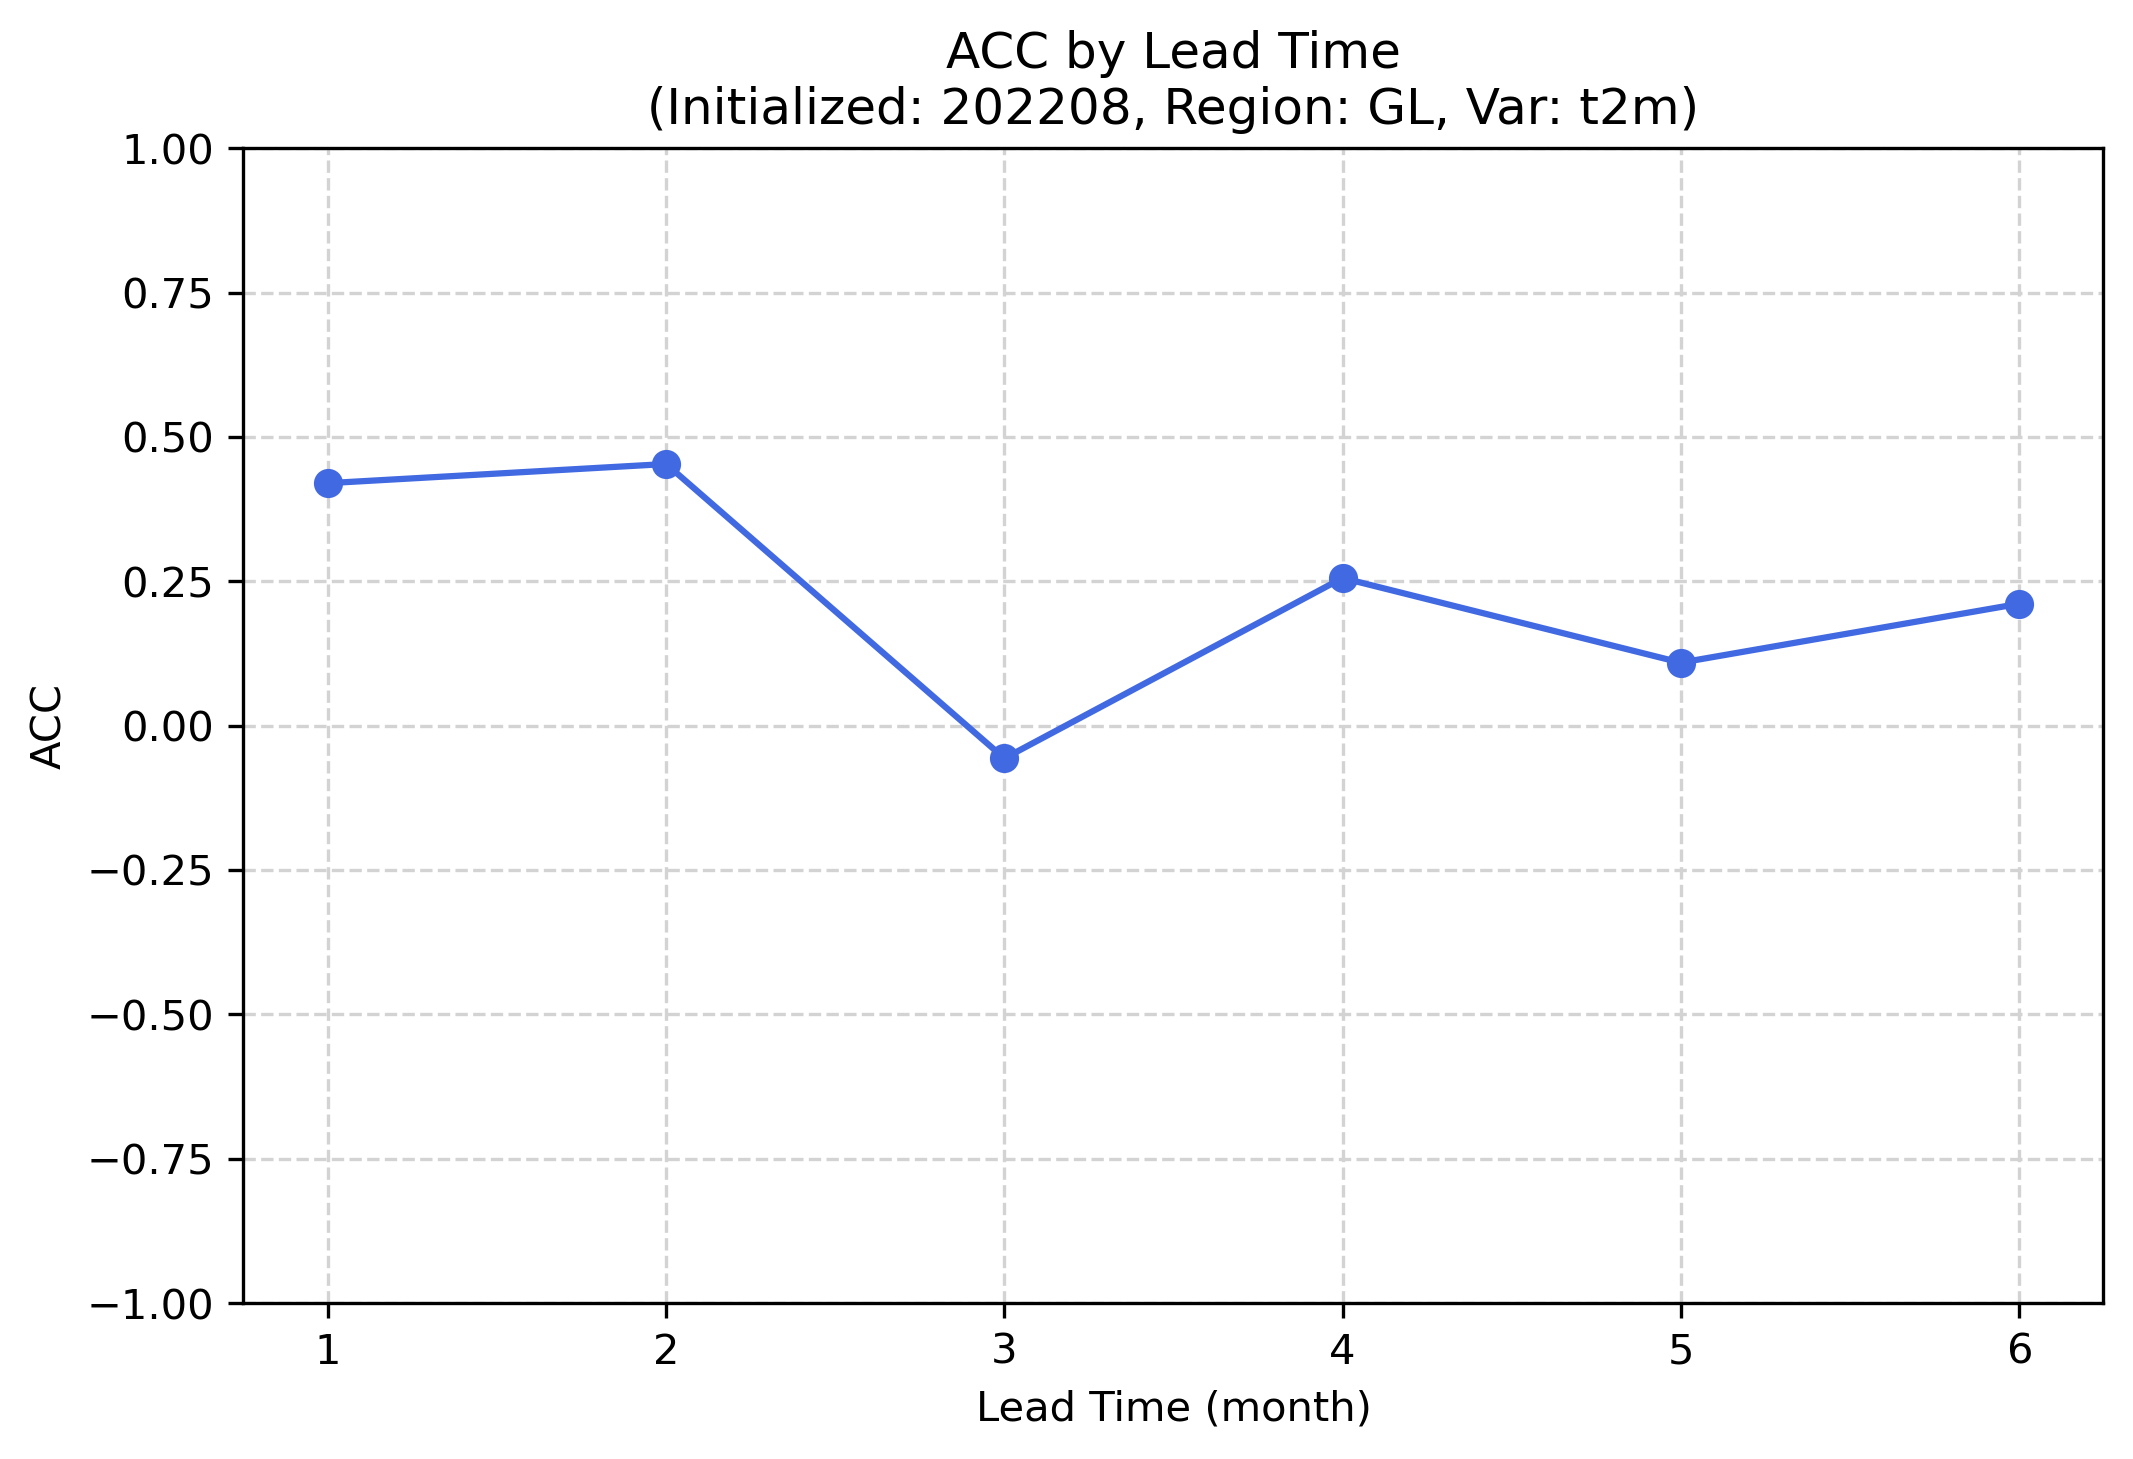 ACC by Lead Time
(Initialized: 202208, Region: GL, Var: t2m)
1.00
0.75
0.50
0.25
0.00
−0.25
−0.50
−0.75
−1.00
ACC
1 2 3 4 5 6
Lead Time (month)